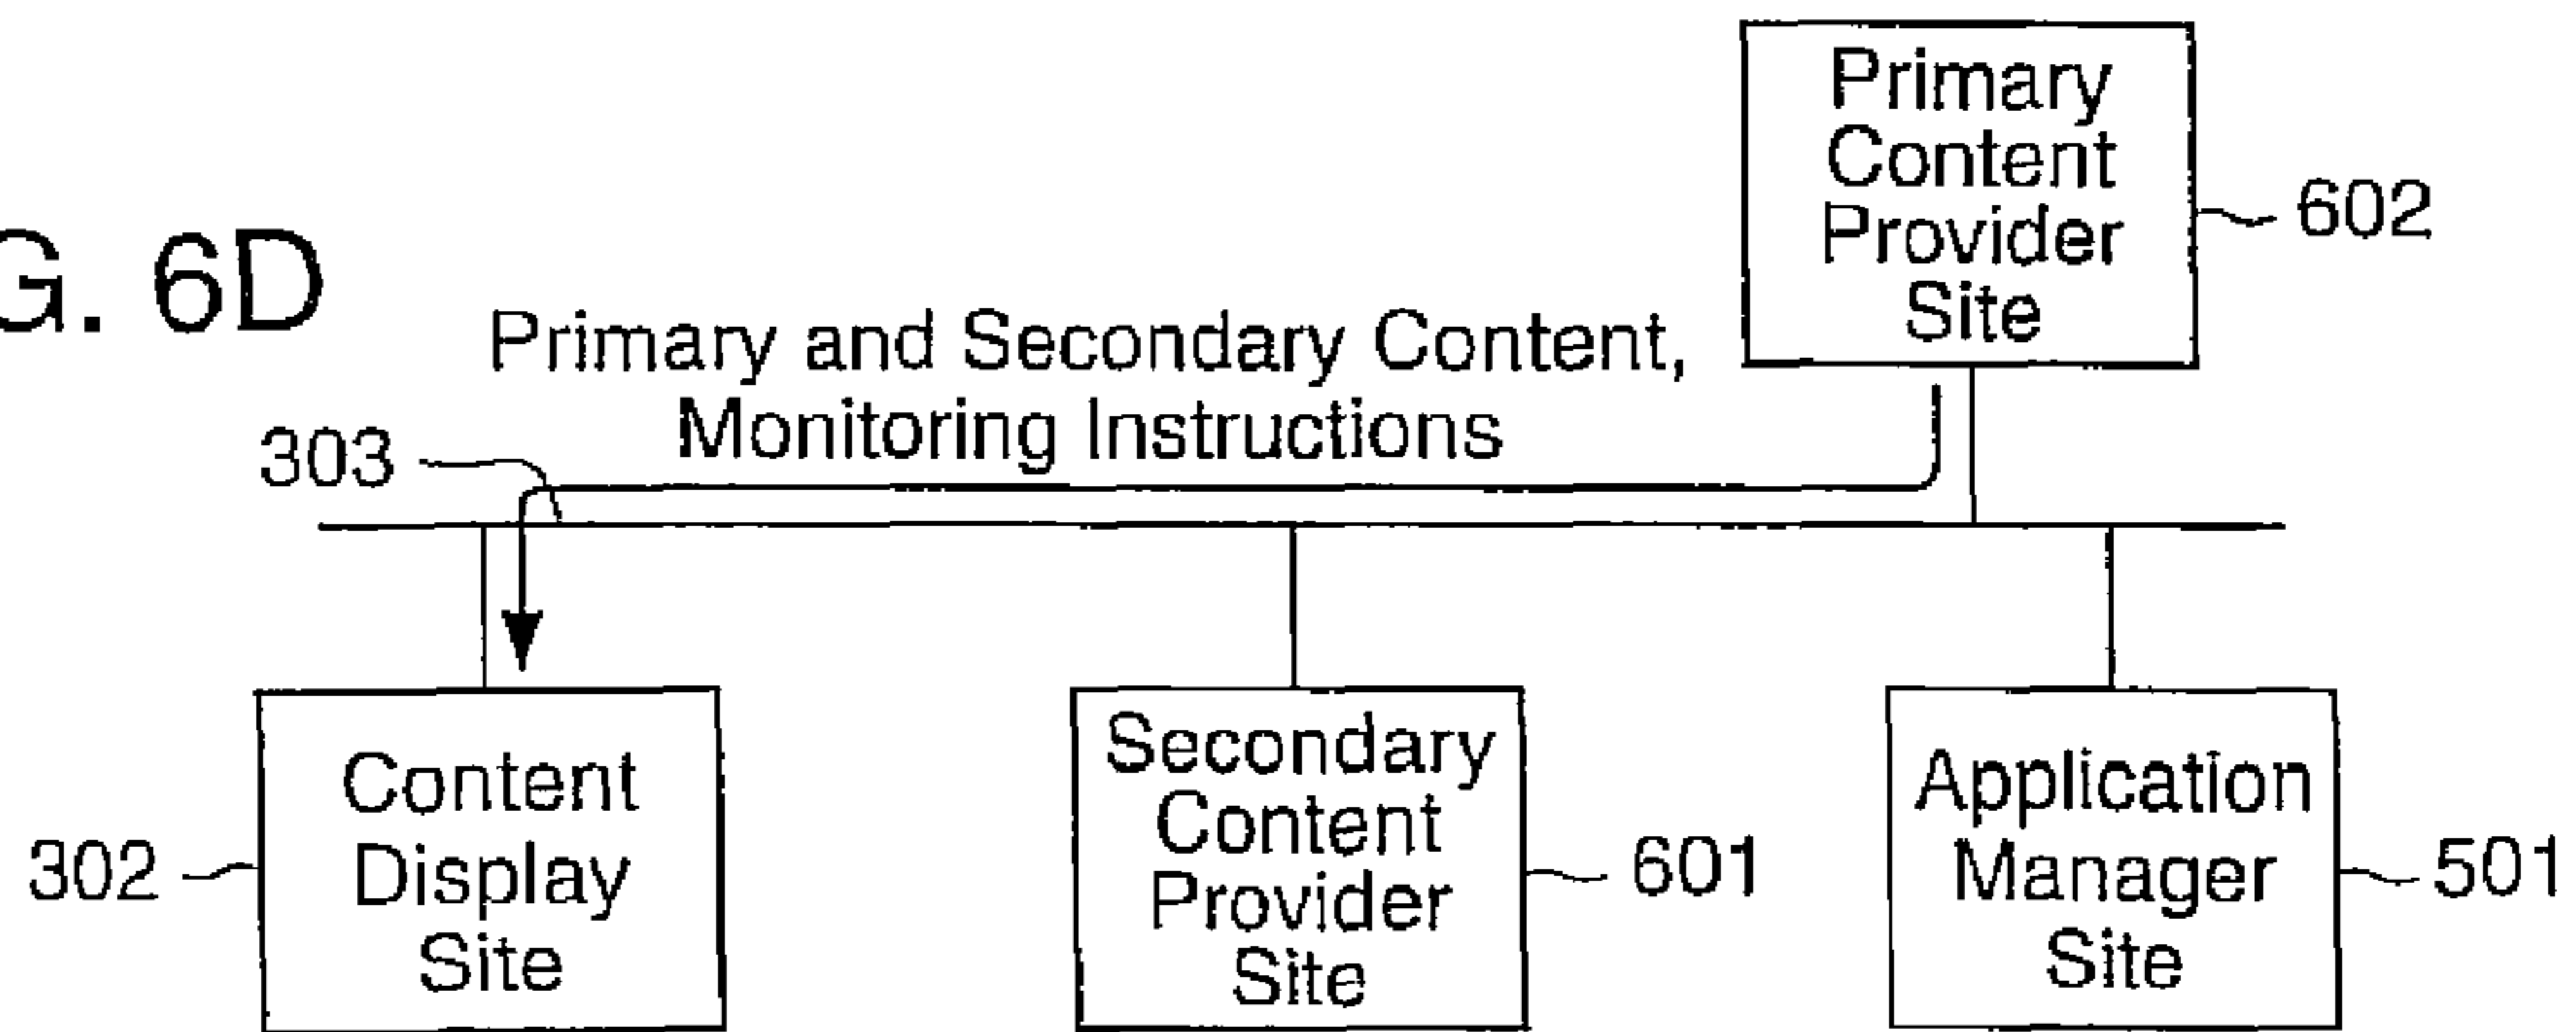 Primary
Content
Provider
Site
602
G. 6D
Primary and Secondary Content,
Monitoring Instructions
303
Content
Display
Site
302
Secondary
Content
Provider
Site
601
Application
Manager
Site
501